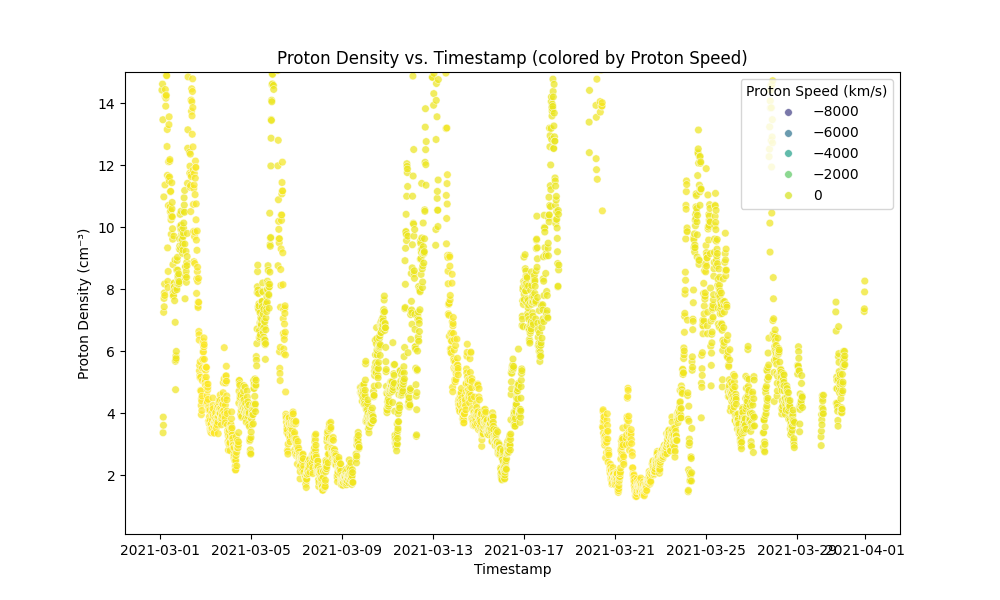 Proton Density vs. Timestamp (colored by Proton Speed)
Proton Density (cm⁻³)
14
12
10
8
6
4
2
Proton Speed (km/s)
−8000
−6000
−4000
−2000
0
2021-03-01 2021-03-05 2021-03-09 2021-03-13 2021-03-17 2021-03-21 2021-03-25 2021-03-29 2021-04-01
Timestamp